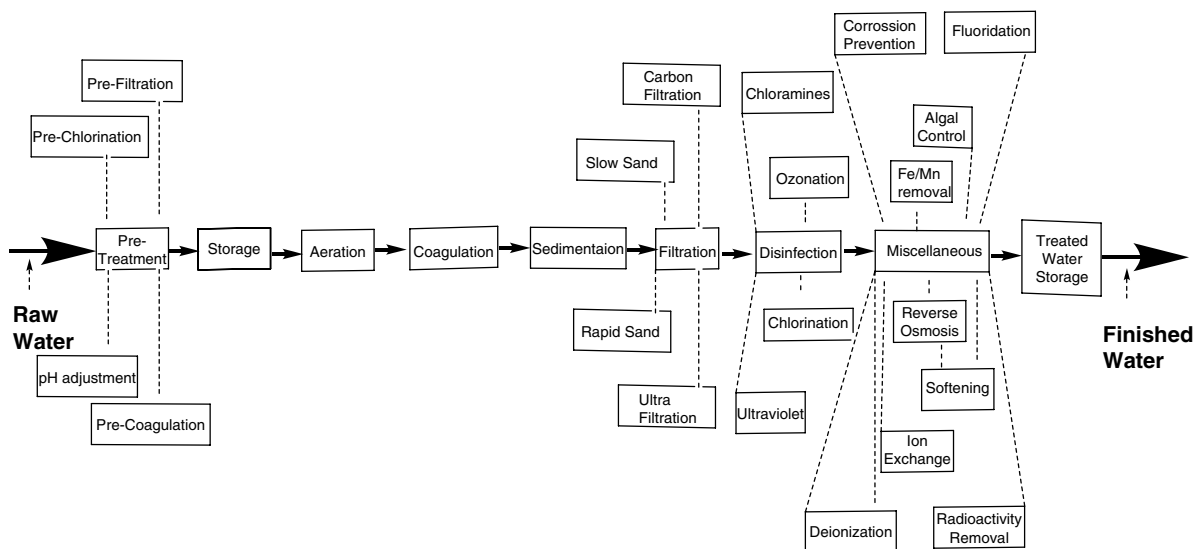 Corrossion
Prevention
Fluoridation
Pre-Filtration
Carbon
Filtration
Chloramines
Algal
Control
Pre-Chlorination
Slow Sand
Ozonation
Fe/Mn
removal
Pre-
Treatment
Storage
Aeration
Coagulation
Sedimentaion
Filtration
Disinfection
Miscellaneous
Treated
Water
Storage
Raw
Water
Rapid Sand
Chlorination
Reverse
Osmosis
Finished
Water
pH adjustment
Softening
Pre-Coagulation
Ultra
Filtration
Ultraviolet
Ion
Exchange
Deionization
Radioactivity
Removal